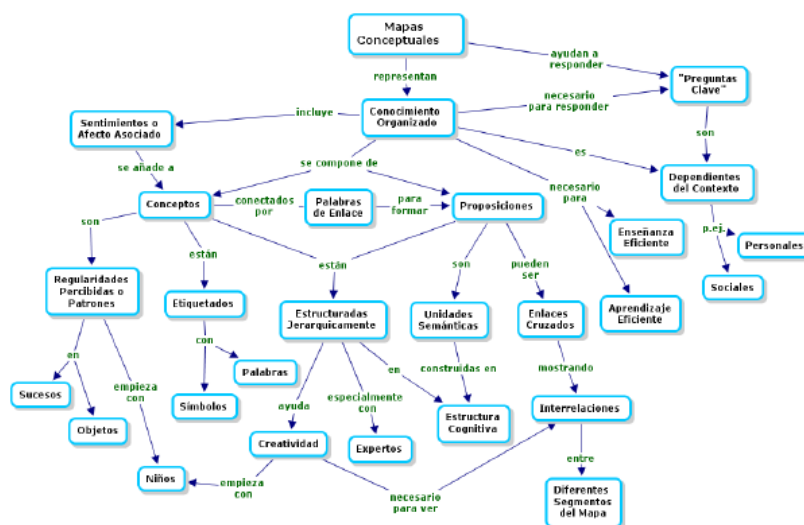 Mapas
Conceptuales
ayudan a
responder
representan
"Preguntas
Clave"
necesario
para responder
Sentimientos o
Afecto Asociado
incluye
Conocimiento
Organizado
son
se añade a
se compone de
es
Dependientes
del Contexto
necesario
para
Conceptos
conectados
por
Palabras
de Enlace
para
formar
Proposiciones
Enseñanza
Eficiente
p.ej.
Personales
son
están
están
son
pueden
ser
Sociales
Regularidades
Percibidas o
Patrones
Etiquetados
Estructuradas
Jerarquicamente
Unidades
Semánticas
Enlaces
Cruzados
Aprendizaje
Eficiente
con
en
Palabras
en
construidas en
mostrando
Sucesos
empieza
con
Símbolos
ayuda
especialmente
con
Estructura
Cognitiva
Interrelaciones
Objetos
Creatividad
Expertos
entre
Niños
empieza
con
necesario
para ver
Diferentes
Segmentos
del Mapa